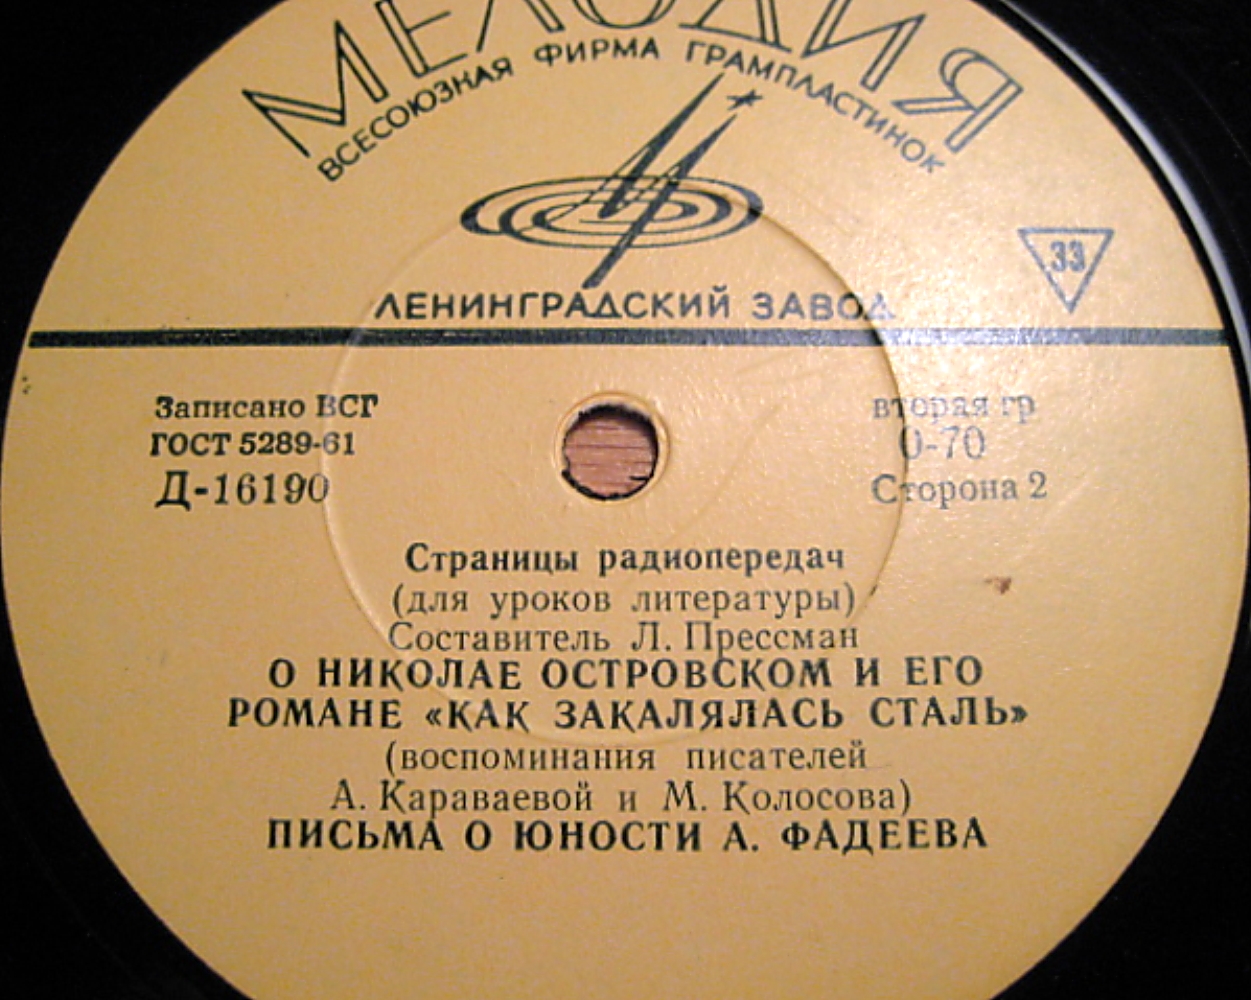 МЕЛОДИЯ
ВСЕСОЮЗНАЯ ФИРМА ГРАМПЛАСТИНОК
33
ЛЕНИНГРАДСКИЙ ЗАВОД
Записано ВСГ
ГОСТ 5289-61
Д-16190
вторая гр
0-70
Сторона 2
Страницы радиопередач
(для уроков литературы)
Составитель Л. Прессман
О НИКОЛАЕ ОСТРОВСКОМ И ЕГО
РОМАНЕ «КАК ЗАКАЛЯЛАСЬ СТАЛЬ»
(воспоминания писателей
А. Караваевой и М. Колосова)
ПИСЬМА О ЮНОСТИ А. ФАДЕЕВА